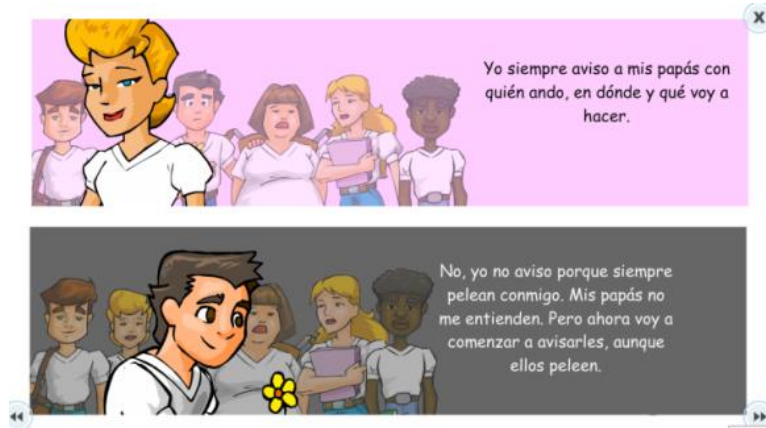 X
Yo siempre aviso a mis papás con
quién ando, en dónde y qué voy a
hacer.
No, yo no aviso porque siempre
pelean conmigo. Mis papás no
me entienden. Pero ahora voy a
comenzar a avisarles, aunque
ellos peleen.